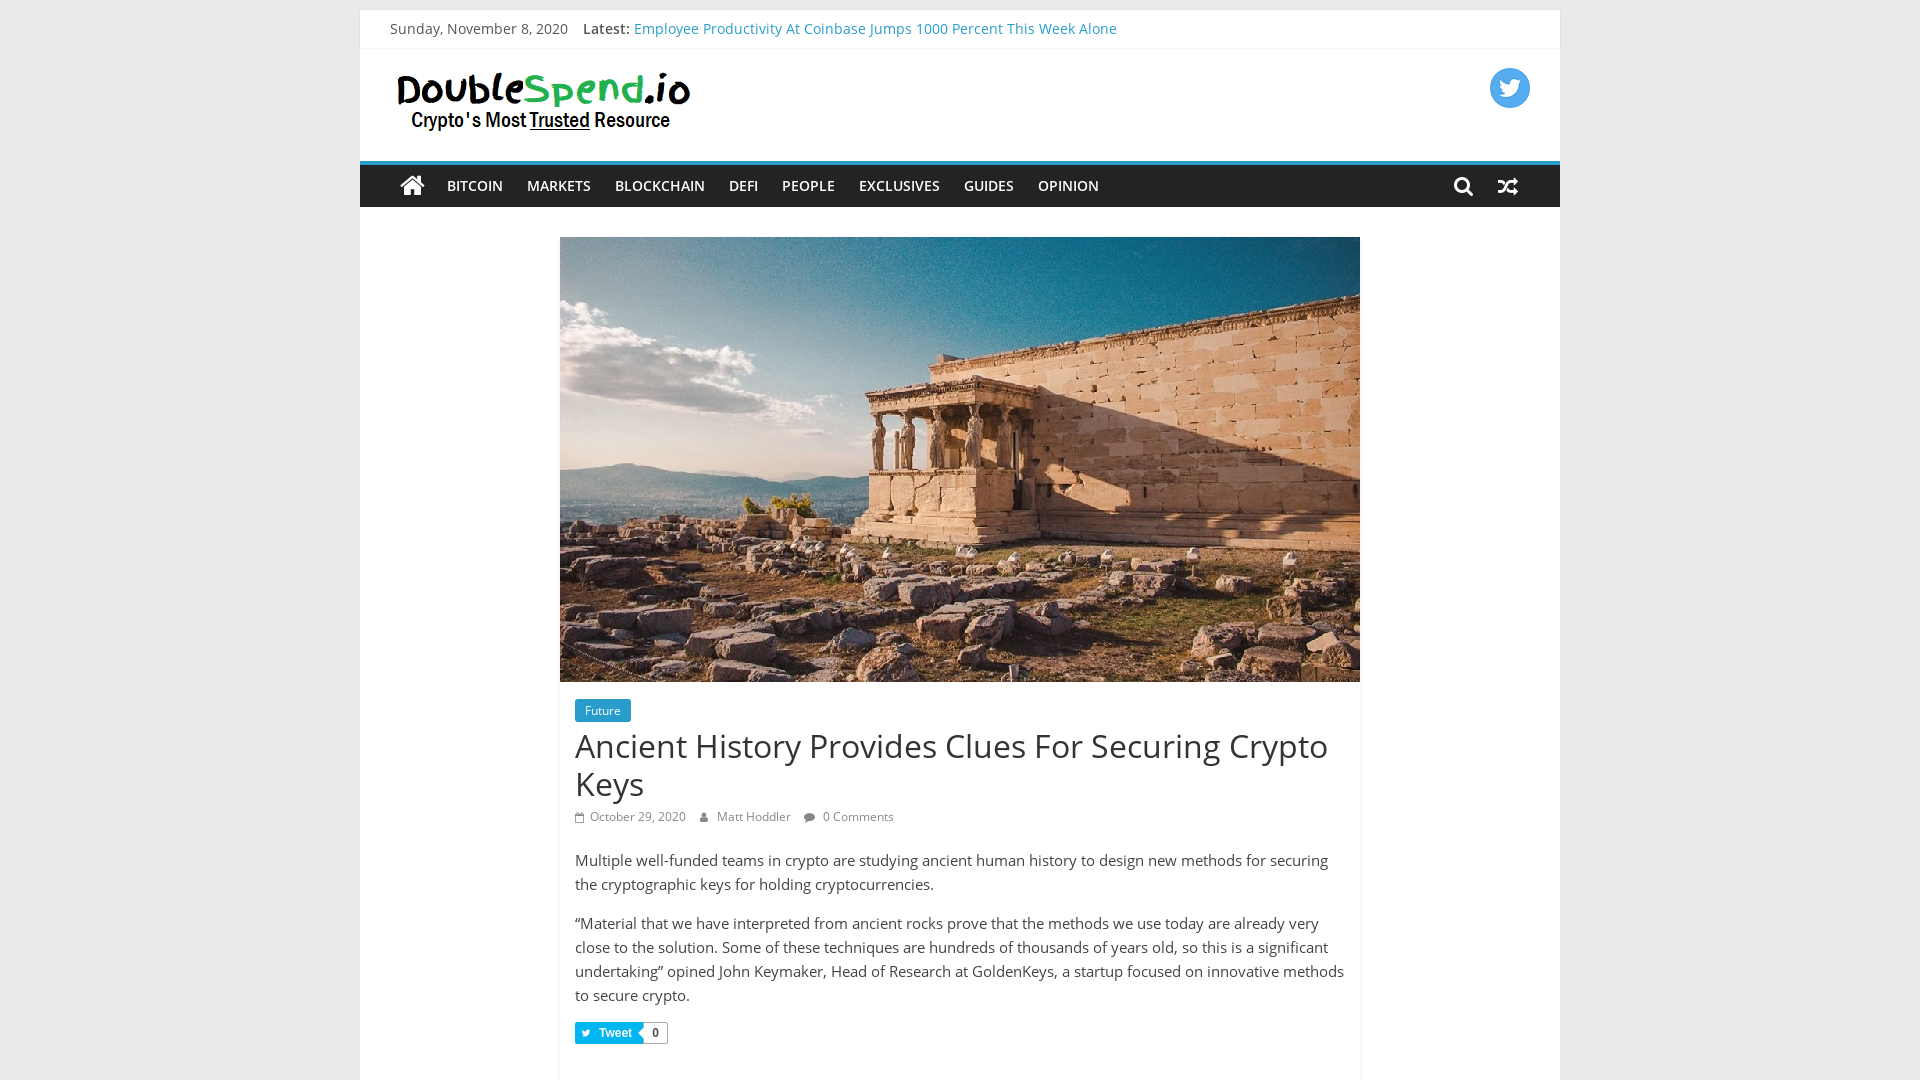 Sunday, November 8, 2020 Latest: Employee Productivity At Coinbase Jumps 1000 Percent This Week Alone
DoubleSpend.io
Crypto's Most Trusted Resource
BITCOIN MARKETS BLOCKCHAIN DEFI PEOPLE EXCLUSIVES GUIDES OPINION
Future
Ancient History Provides Clues For Securing Crypto
Keys
October 29, 2020 Matt Hoddler 0 Comments
Multiple well-funded teams in crypto are studying ancient human history to design new methods for securing
the cryptographic keys for holding cryptocurrencies.
“Material that we have interpreted from ancient rocks prove that the methods we use today are already very
close to the solution. Some of these techniques are hundreds of thousands of years old, so this is a significant
undertaking” opined John Keymaker, Head of Research at GoldenKeys, a startup focused on innovative methods
to secure crypto.
Tweet 0